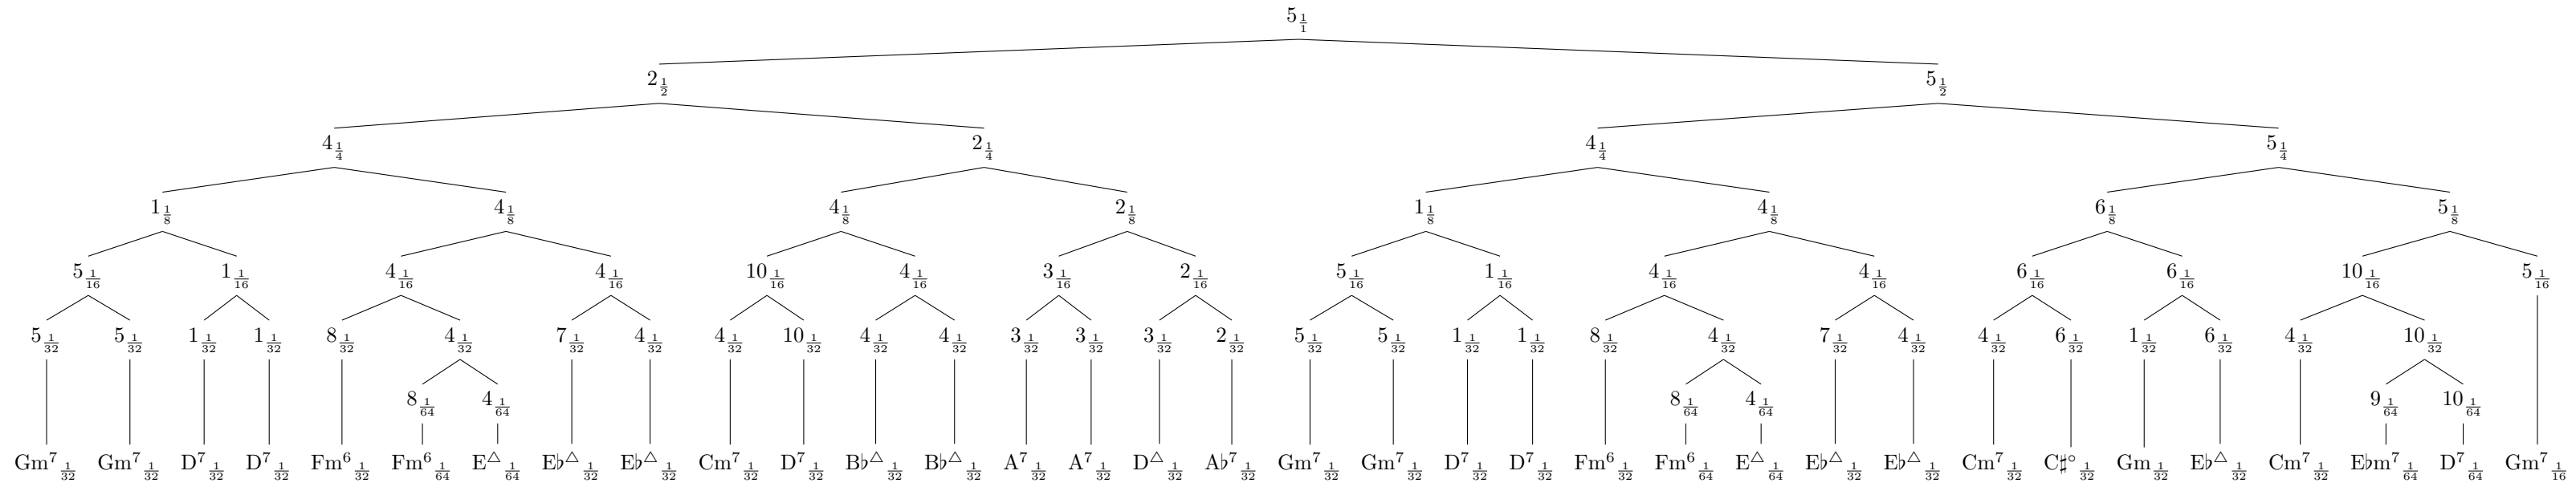 5 1/1
2 1/2 5 1/2
4 1/4 2 1/4 4 1/4 5 1/4
1 1/8 4 1/8 4 1/8 2 1/8 1 1/8 4 1/8 6 1/8 5 1/8
5 1/16 1 1/16 4 1/16 4 1/16 10 1/16 4 1/16 3 1/16 2 1/16 5 1/16 1 1/16 4 1/16 4 1/16 6 1/16 6 1/16 10 1/16 5 1/16
5 1/32 5 1/32 1 1/32 1 1/32 8 1/32 4 1/32 7 1/32 4 1/32 4 1/32 10 1/32 4 1/32 4 1/32 3 1/32 3 1/32 3 1/32 2 1/32 5 1/32 5 1/32 1 1/32 1 1/32 8 1/32 4 1/32 7 1/32 4 1/32 4 1/32 6 1/32 1 1/32 6 1/32 4 1/32 10 1/32
8 1/64 4 1/64 8 1/64 4 1/64 9 1/64 10 1/64
Gm⁷ 1/32 Gm⁷ 1/32 D⁷ 1/32 D⁷ 1/32 Fm⁶ 1/32 Fm⁶ 1/64 E△ 1/64 E♭△ 1/32 E♭△ 1/32 Cm⁷ 1/32 D⁷ 1/32 B♭△ 1/32 B♭△ 1/32 A⁷ 1/32 A⁷ 1/32 D△ 1/32 A♭⁷ 1/32 Gm⁷ 1/32 Gm⁷ 1/32 D⁷ 1/32 D⁷ 1/32 Fm⁶ 1/32 Fm⁶ 1/64 E△ 1/64 E♭△ 1/32 E♭△ 1/32 Cm⁷ 1/32 C♯° 1/32 Gm 1/32 E♭△ 1/32 Cm⁷ 1/32 E♭m⁷ 1/64 D⁷ 1/64 Gm⁷ 1/16